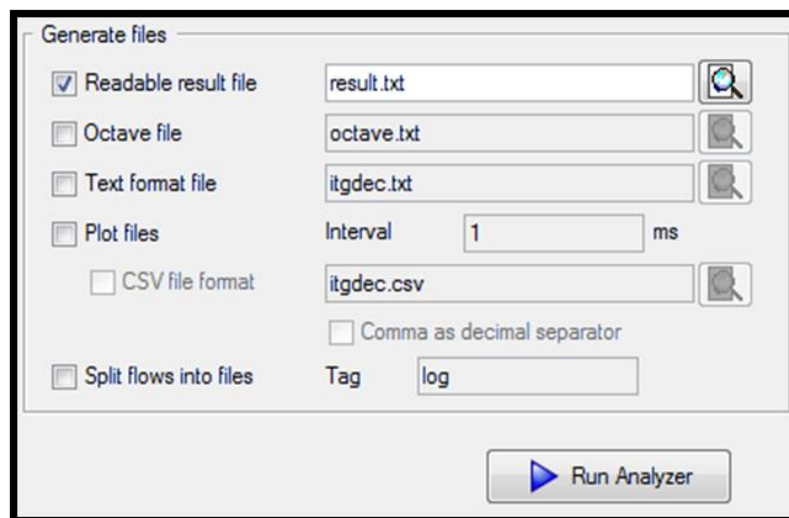 Generate files
Readable result file result.txt
Octave file octave.txt
Text format file itgdec.txt
Plot files Interval 1 ms
CSV file format itgdec.csv
Comma as decimal separator
Split flows into files Tag log
Run Analyzer